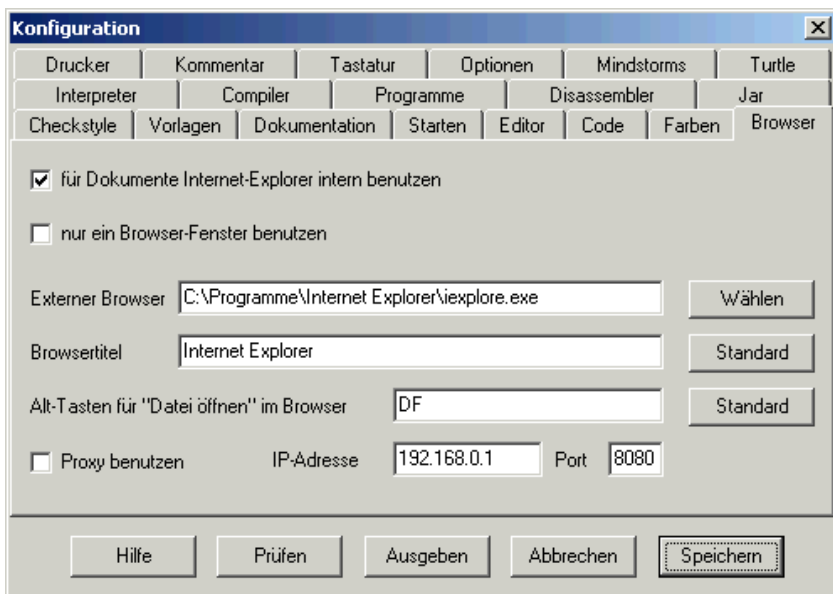 Konfiguration
Drucker Kommentar Tastatur Optionen Mindstorms Turtle
Interpreter Compiler Programme Disassembler Jar
Checkstyle Vorlagen Dokumentation Starten Editor Code Farben Browser
für Dokumente Internet-Explorer intern benutzen
nur ein Browser-Fenster benutzen
Externer Browser C:\Programme\Internet Explorer\iexplore.exe Wählen
Browsertitel Internet Explorer Standard
Alt-Tasten für "Datei öffnen" im Browser DF Standard
Proxy benutzen IP-Adresse 192.168.0.1 Port 8080
Hilfe Prüfen Ausgeben Abbrechen Speichern